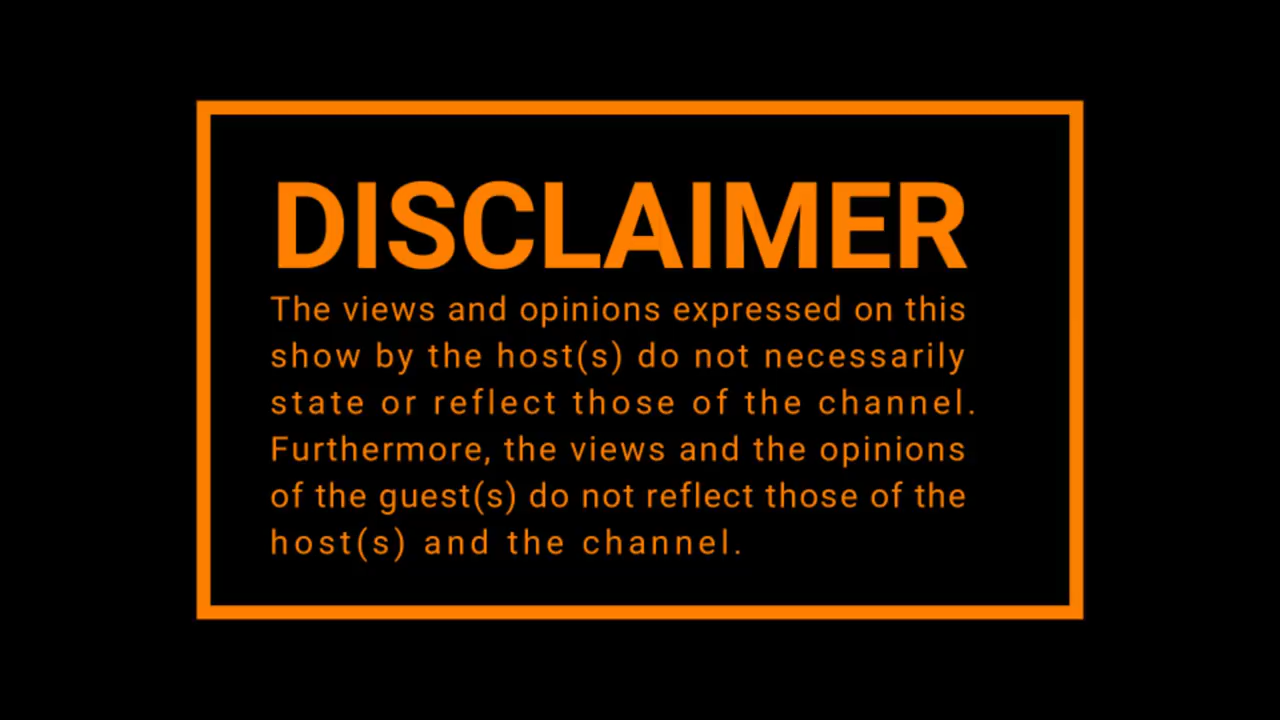 DISCLAIMER
The views and opinions expressed on this
show by the host(s) do not necessarily
state or reflect those of the channel.
Furthermore, the views and the opinions
of the guest(s) do not reflect those of the
host(s) and the channel.